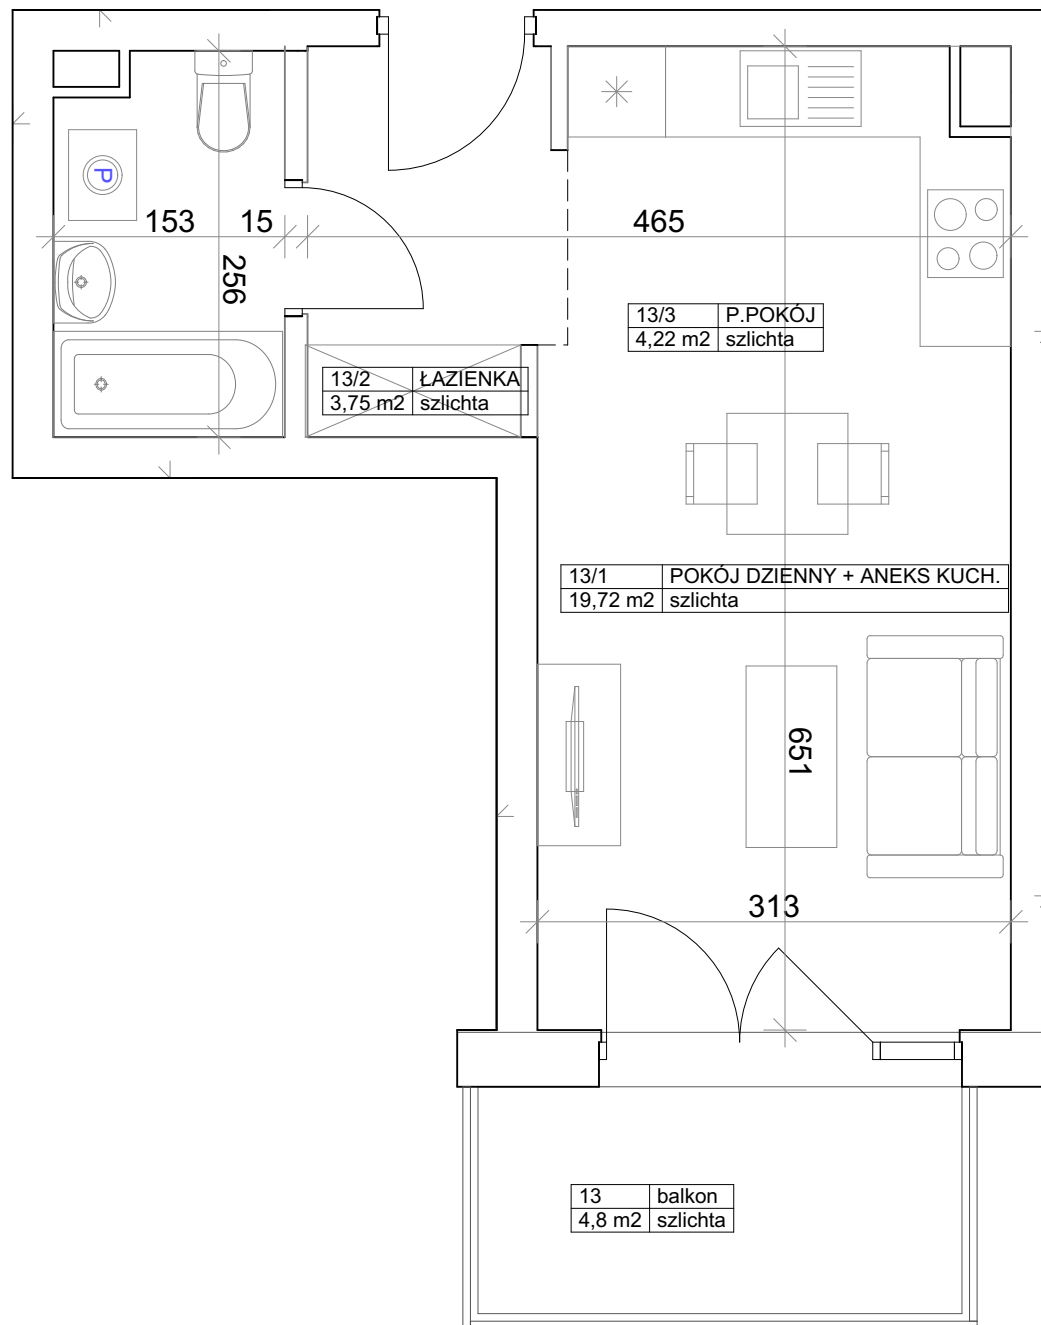 P
153
15
465
256
13/3 P.POKÓJ
4,22 m2 szlichta
13/2 ŁAZIENKA
3,75 m2 szlichta
13/1 POKÓJ DZIENNY + ANEKS KUCH.
19,72 m2 szlichta
651
313
13 balkon
4,8 m2 szlichta